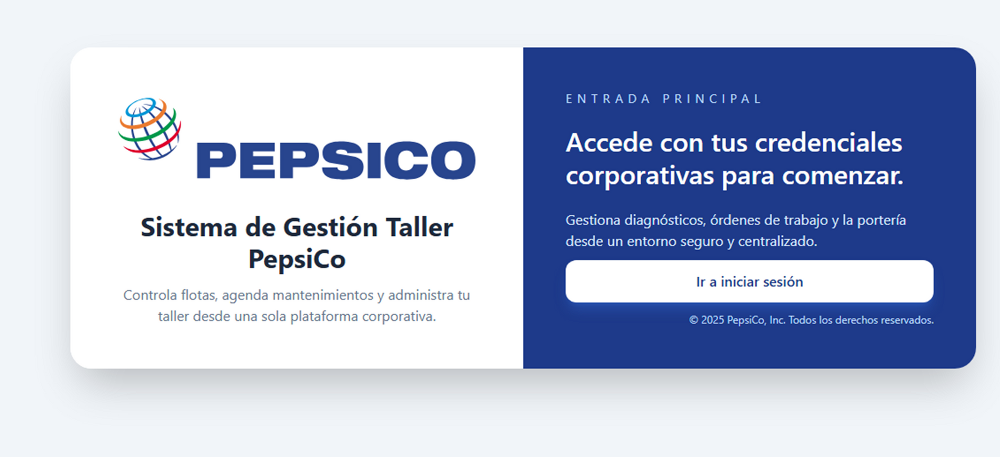 PEPSICO
Sistema de Gestión Taller
PepsiCo
Controla flotas, agenda mantenimientos y administra tu
taller desde una sola plataforma corporativa.
ENTRADA PRINCIPAL
Accede con tus credenciales
corporativas para comenzar.
Gestiona diagnósticos, órdenes de trabajo y la portería
desde un entorno seguro y centralizado.
Ir a iniciar sesión
© 2025 PepsiCo, Inc. Todos los derechos reservados.